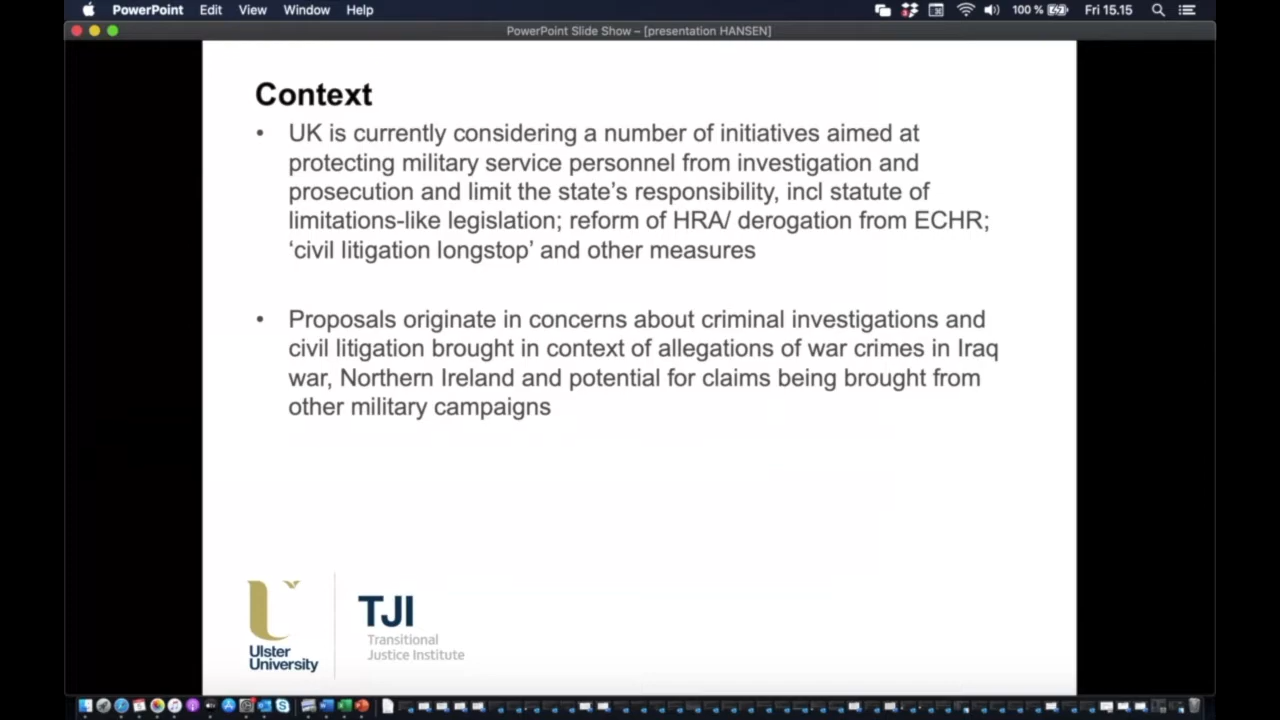 PowerPoint Edit View Window Help 100 % Fri 15.15
PowerPoint Slide Show – [presentation HANSEN]
Context
• UK is currently considering a number of initiatives aimed at
protecting military service personnel from investigation and
prosecution and limit the state’s responsibility, incl statute of
limitations-like legislation; reform of HRA/ derogation from ECHR;
‘civil litigation longstop’ and other measures
• Proposals originate in concerns about criminal investigations and
civil litigation brought in context of allegations of war crimes in Iraq
war, Northern Ireland and potential for claims being brought from
other military campaigns
Ulster
University
TJI
Transitional
Justice Institute